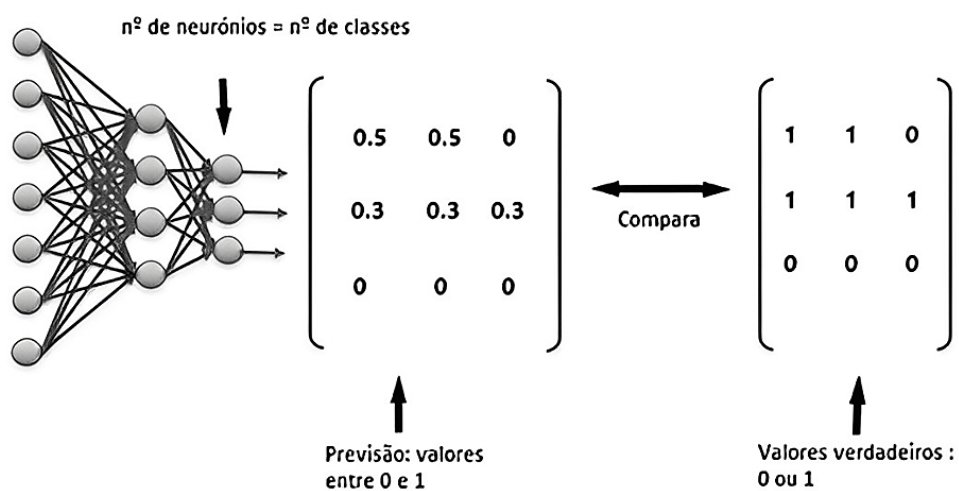 nº de neurónios = nº de classes
0.5 0.5 0
0.3 0.3 0.3
0 0 0
Compara
1 1 0
1 1 1
0 0 0
Previsão: valores
entre 0 e 1
Valores verdadeiros :
0 ou 1